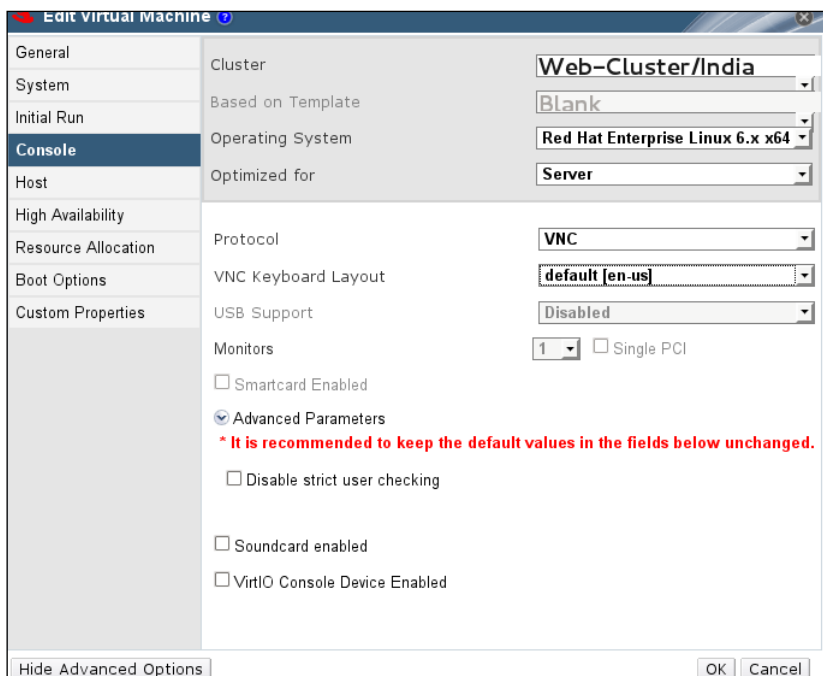 Edit Virtual Machine
General
System
Initial Run
Console
Host
High Availability
Resource Allocation
Boot Options
Custom Properties
Cluster Web-Cluster/India
Based on Template Blank
Operating System Red Hat Enterprise Linux 6.x x64
Optimized for Server
Protocol VNC
VNC Keyboard Layout default [en-us]
USB Support Disabled
Monitors 1 Single PCI
Smartcard Enabled
Advanced Parameters
* It is recommended to keep the default values in the fields below unchanged.
Disable strict user checking
Soundcard enabled
VirtIO Console Device Enabled
Hide Advanced Options OK Cancel